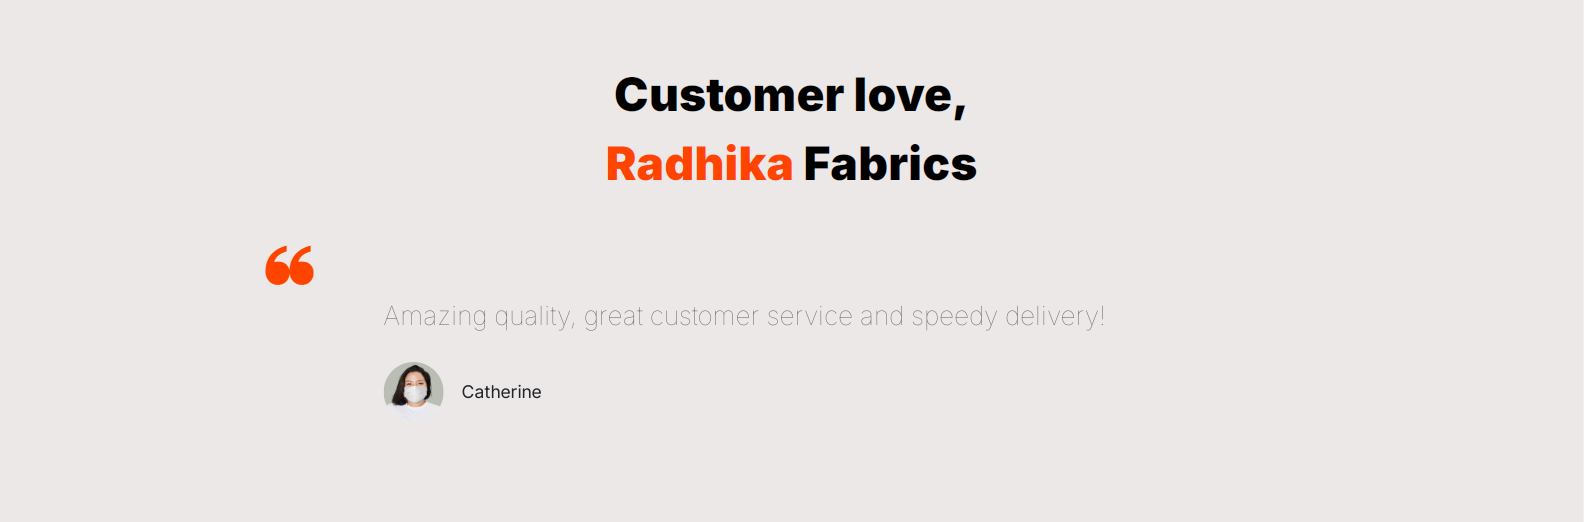 Customer love,
Radhika Fabrics
❝
Amazing quality, great customer service and speedy delivery!
Catherine